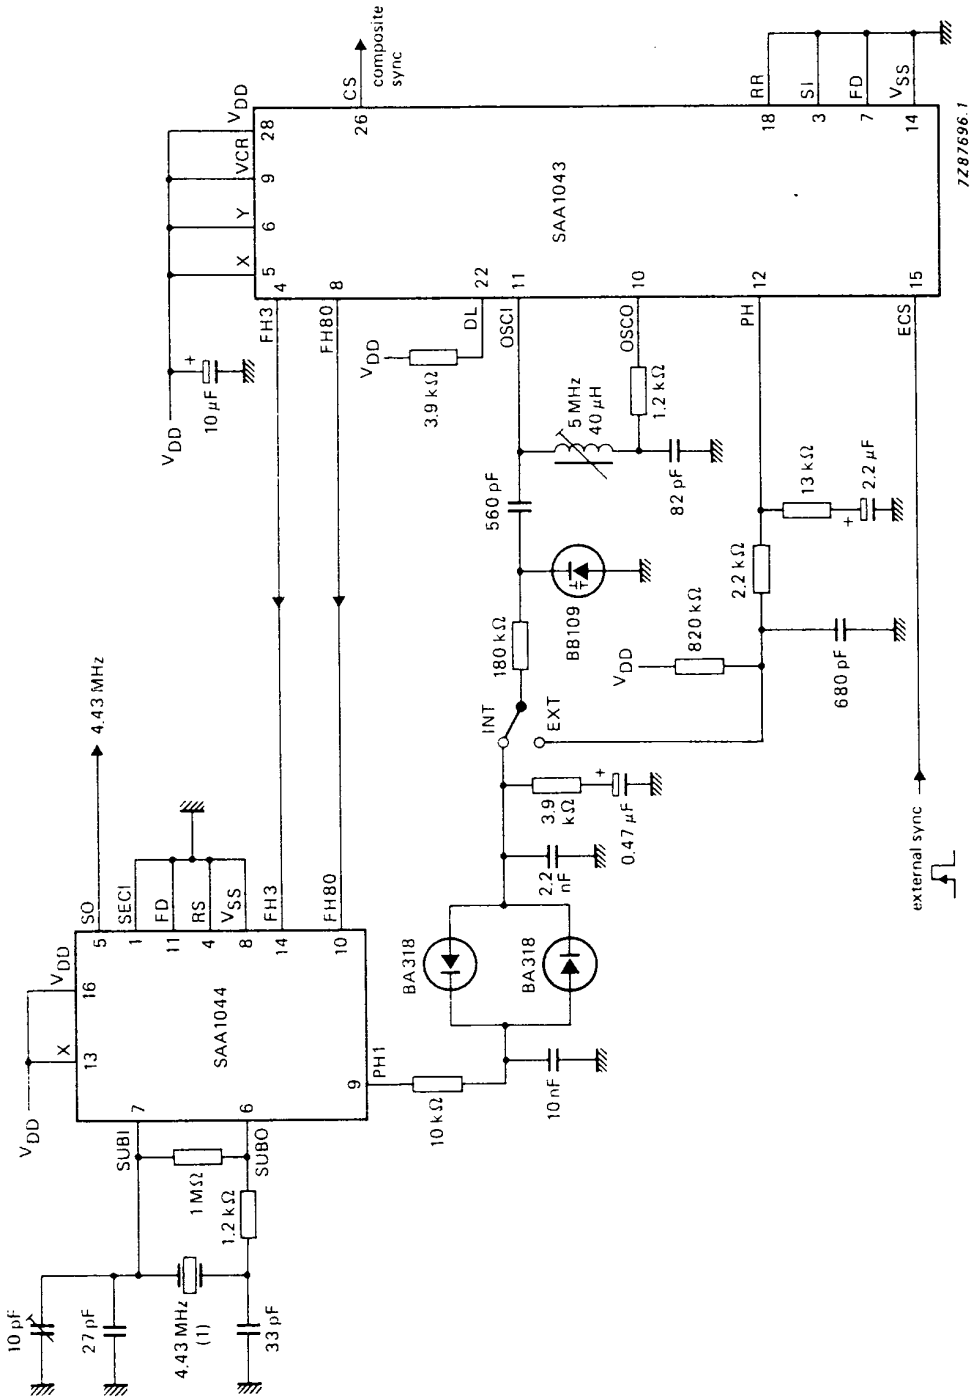 10 pF
27 pF
4.43 MHz
(1)
33 pF
1 MΩ
1.2 kΩ
SUBI
SUBO
VDD
X
VDD
13
16
7
6
SAA1044
5
1
11
4
8
14
10
9
SO
SECI
FD
RS
VSS
FH3
FH80
PH1
4.43 MHz
10 kΩ
10 nF
BA318
BA318
2.2
nF
3.9
kΩ
+
0.47 µF
INT
EXT
180 kΩ
BB109
560 pF
5 MHz
40 µH
82 pF
1.2 kΩ
VDD
820 kΩ
680 pF
2.2 kΩ
13 kΩ
+
2.2 µF
external sync
VDD
10 µF
+
VDD
3.9 kΩ
FH3
FH80
DL
OSCI
OSCO
PH
ECS
4
8
22
11
10
12
15
X
Y
VCR
VDD
5
6
9
28
SAA1043
26
CS
composite
sync
18
3
7
14
RR
SI
FD
VSS
7Z87696.1